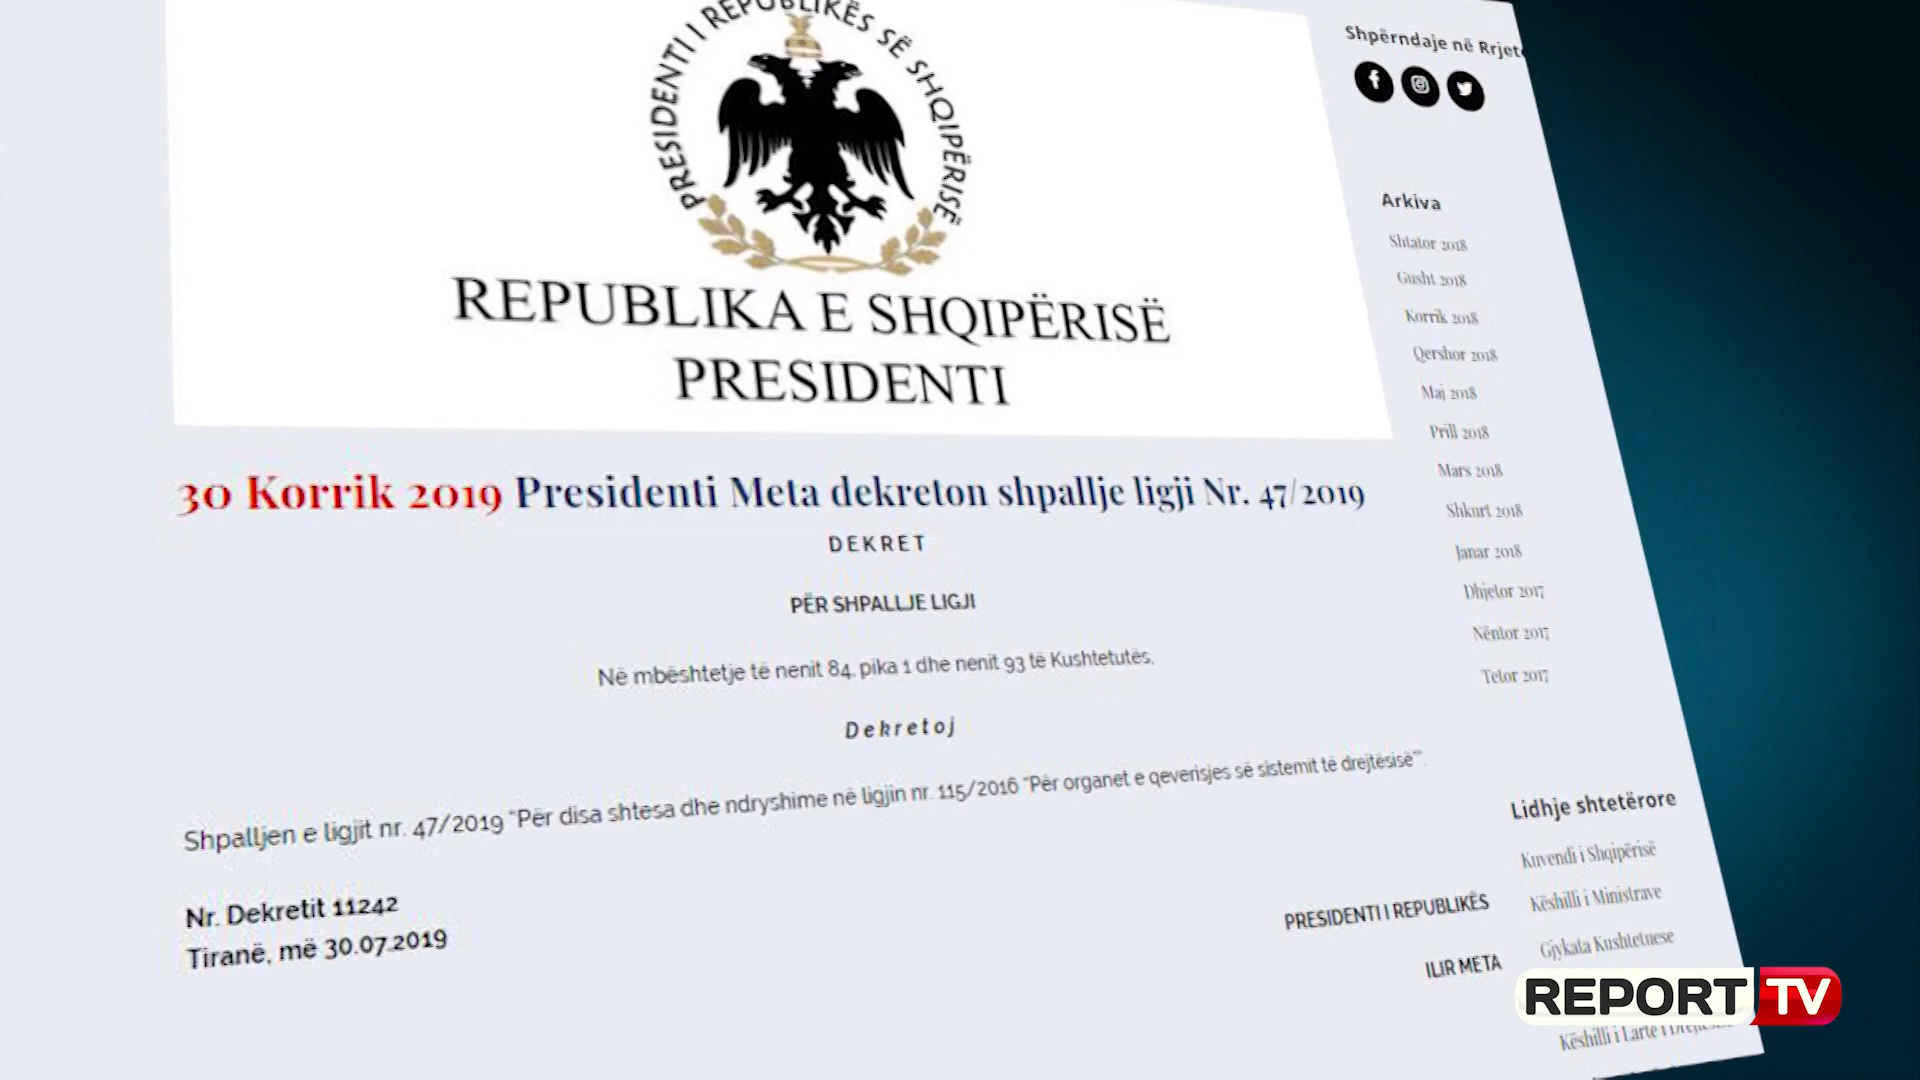 PRESIDENTI I REPUBLIKËS SË SHQIPËRISË
REPUBLIKA E SHQIPËRISË
PRESIDENTI
30 Korrik 2019 Presidenti Meta dekreton shpallje ligji Nr. 47/2019
DEKRET
PËR SHPALLJE LIGJI
Në mbështetje të nenit 84, pika 1 dhe nenit 93 të Kushtetutës,
Dekretoj
Shpalljen e ligjit nr. 47/2019 "Për disa shtesa dhe ndryshime në ligjin nr. 115/2016 "Për organet e qeverisjes së sistemit të drejtësisë"".
Nr. Dekretit 11242
Tiranë, më 30.07.2019
PRESIDENTI I REPUBLIKËS
ILIR META
Shpërndaje në
Arkiva
Shtator 2018
Gusht 2018
Korrik 2018
Qershor 2018
Maj 2018
Prill 2018
Mars 2018
Shkurt 2018
Janar 2018
Dhjetor 2017
Nëntor 2017
Tetor 2017
Lidhje shtetërore
Kuvendi i Shqipërisë
Këshilli i Ministrave
Gjykata Kushtetuese
Këshilli i Lartë i
REPORT TV